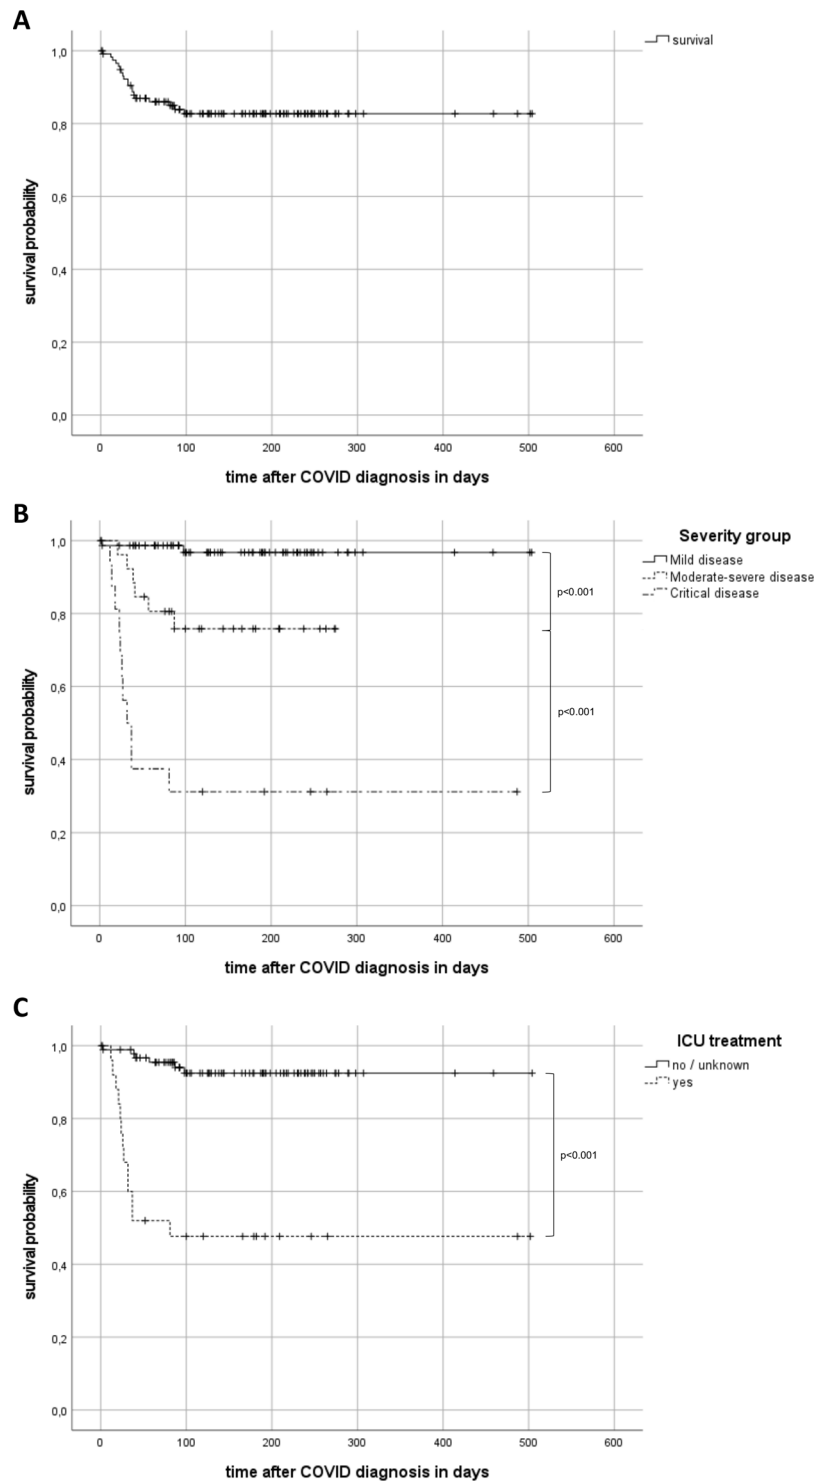 A
survival
1,0
0,8
0,6
0,4
0,2
0,0
survival probability
0 100 200 300 400 500 600
time after COVID diagnosis in days
B
Severity group
Mild disease
Moderate-severe disease
Critical disease
1,0
0,8
0,6
0,4
0,2
0,0
survival probability
p<0.001
p<0.001
0 100 200 300 400 500 600
time after COVID diagnosis in days
C
ICU treatment
no / unknown
yes
1,0
0,8
0,6
0,4
0,2
0,0
survival probability
p<0.001
0 100 200 300 400 500 600
time after COVID diagnosis in days